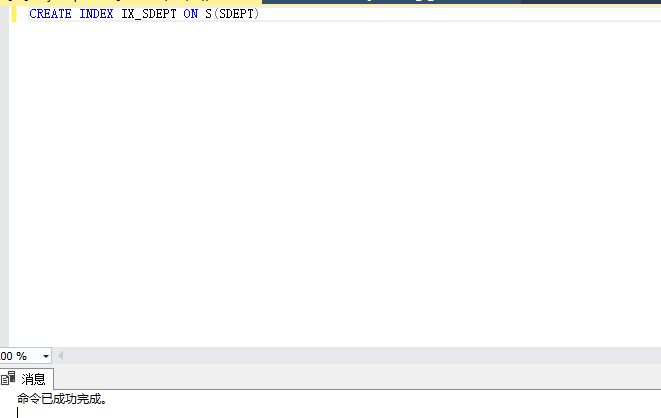 CREATE INDEX IX_SDEPT ON S(SDEPT)
00 %
消息
命令已成功完成。